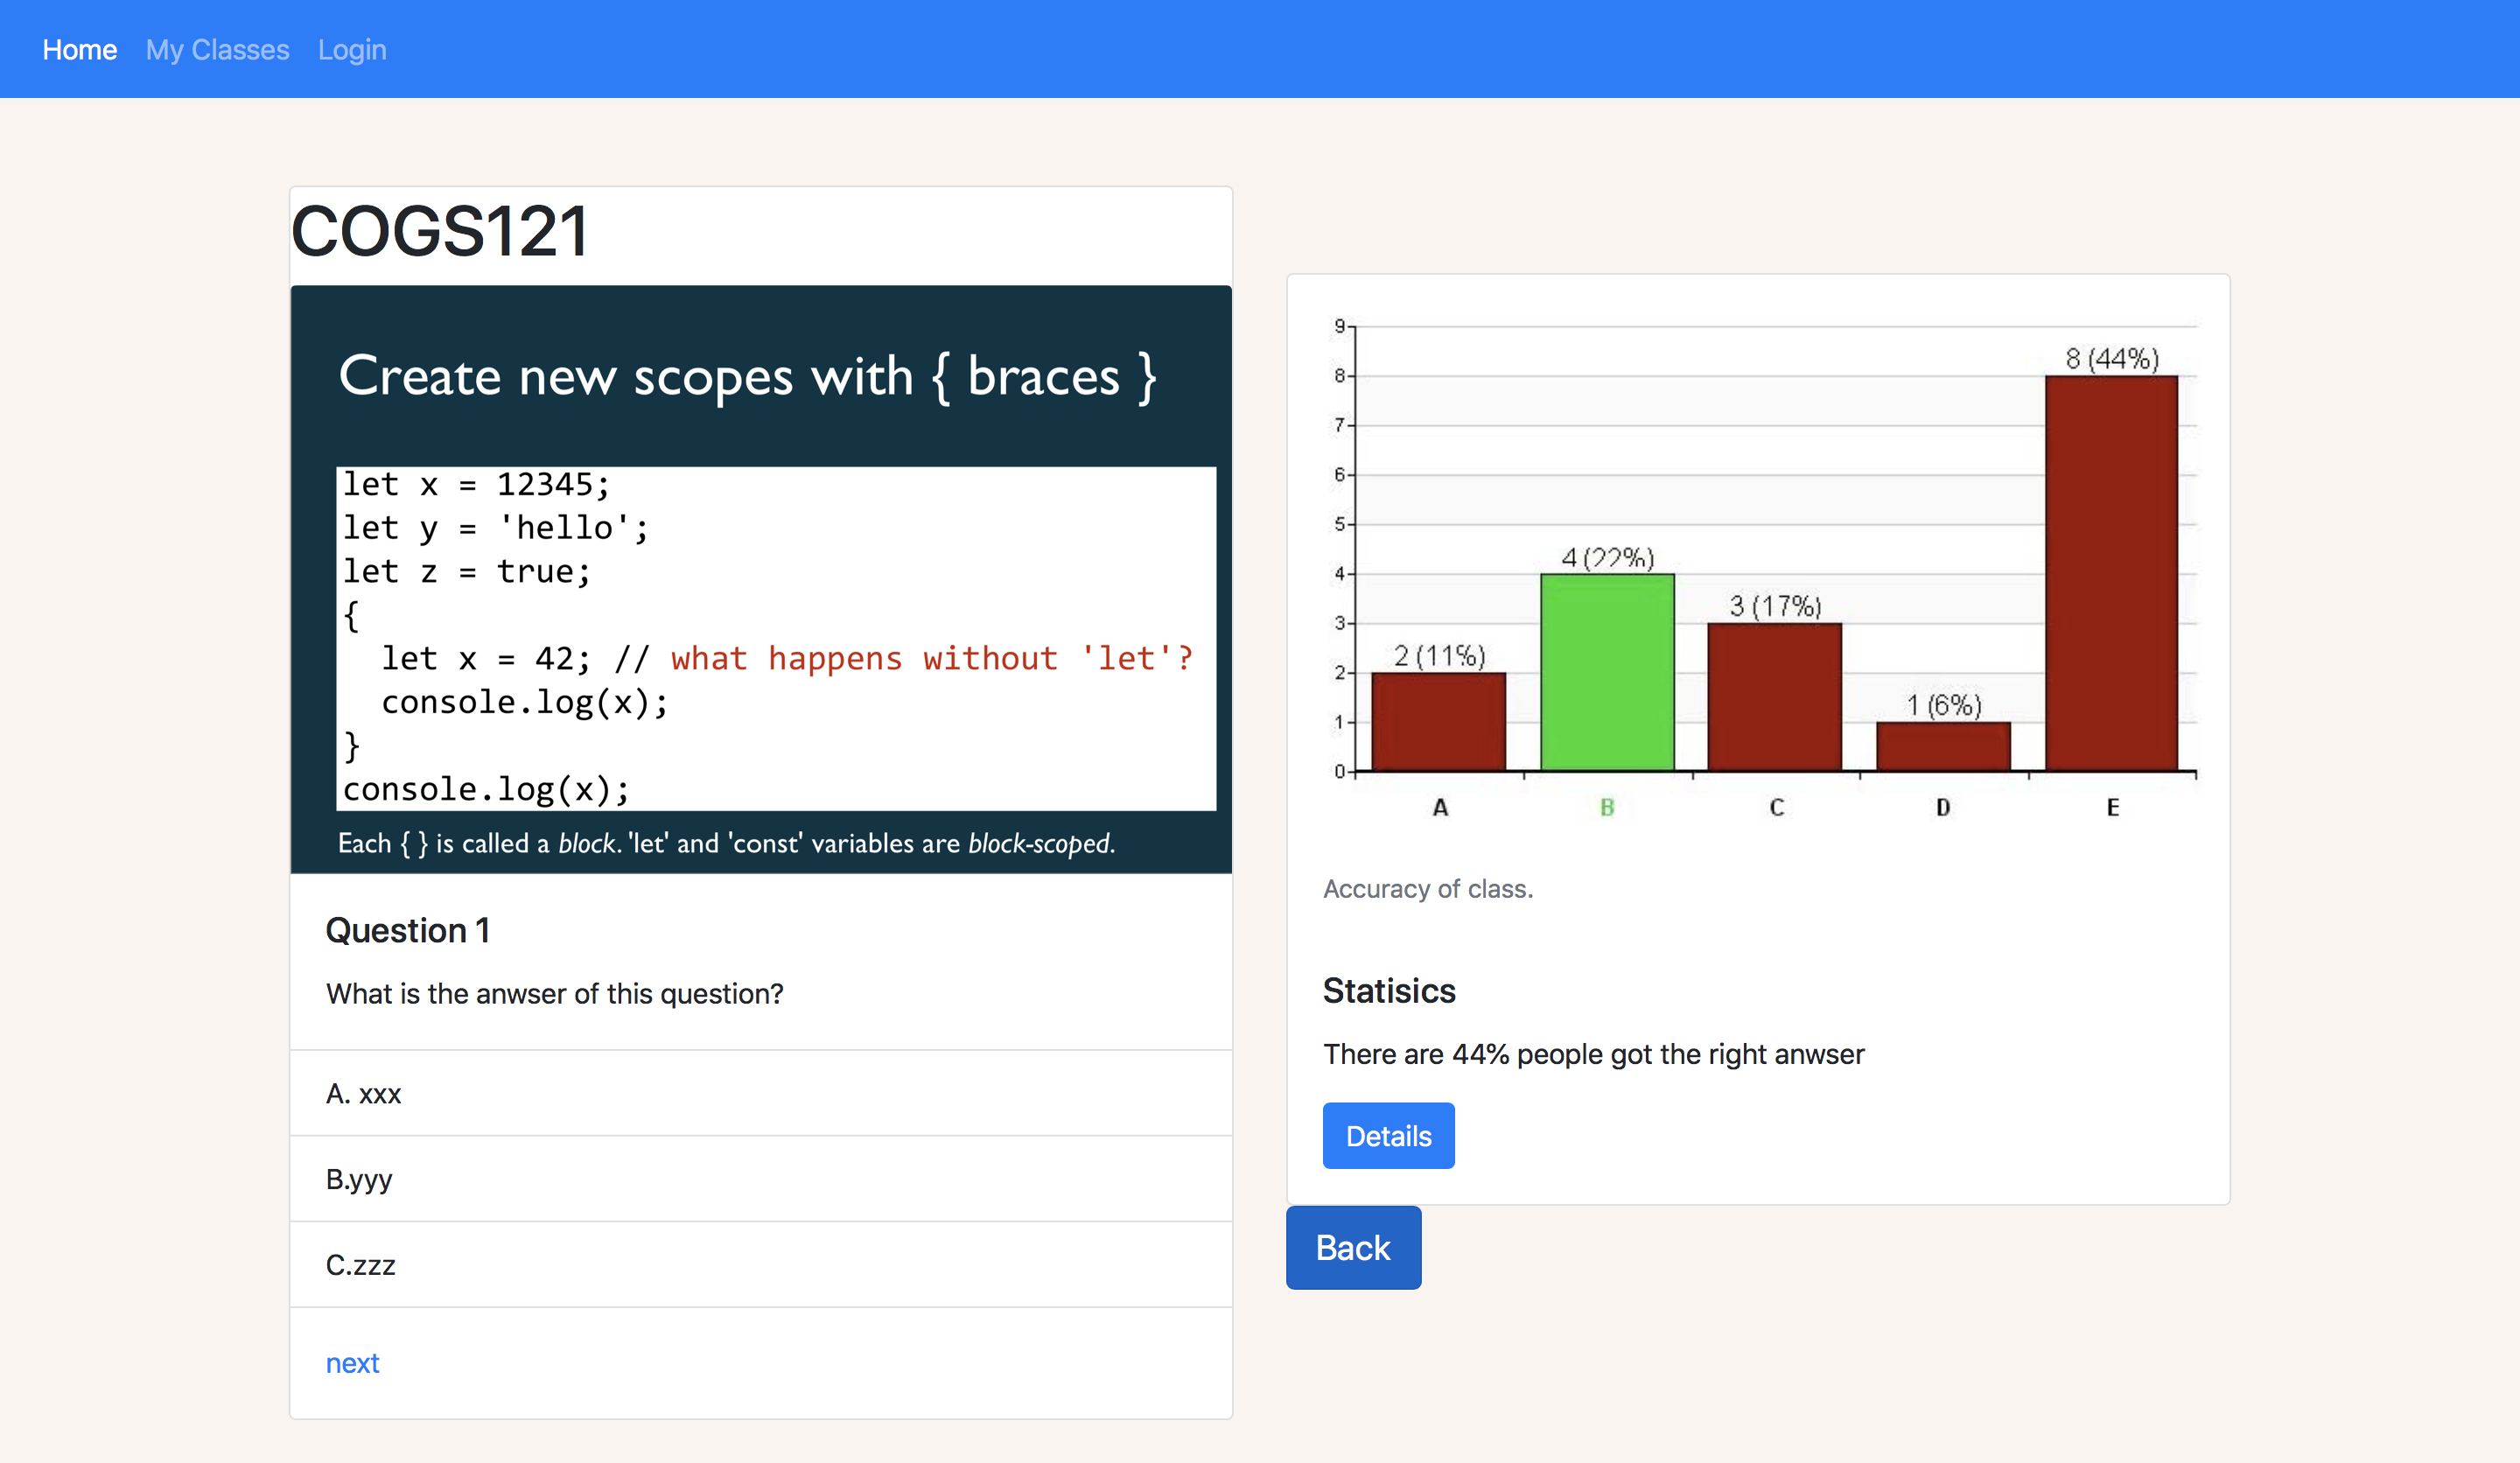 Home My Classes Login
COGS121
Create new scopes with { braces }
let x = 12345;
let y = 'hello';
let z = true;
{
  let x = 42; // what happens without 'let'?
  console.log(x);
}
console.log(x);
Each { } is called a block. 'let' and 'const' variables are block-scoped.
Question 1
What is the anwser of this question?
A. xxx
B.yyy
C.zzz
next
9
8
7
6
5
4
3
2
1
0
2 (11%)
4 (22%)
3 (17%)
1 (6%)
8 (44%)
A B C D E
Accuracy of class.
Statisics
There are 44% people got the right anwser
Details
Back